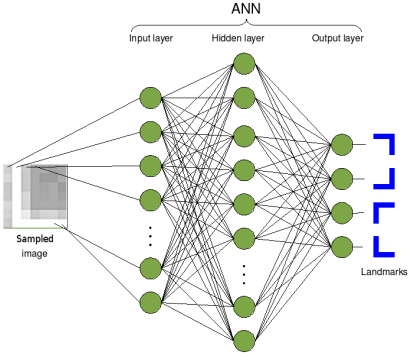 ANN
Input layer
Hidden layer
Output layer
Sampled
image
Landmarks